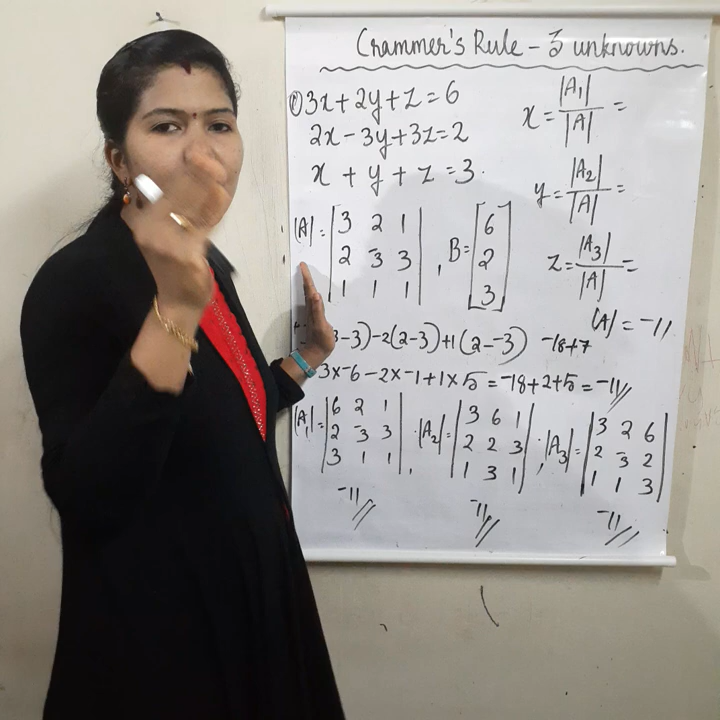 Crammer's Rule - 3 unknowns.
① 3x + 2y + z = 6
2x - 3y + 3z = 2
x + y + z = 3.
x = |A₁| / |A| =
y = |A₂| / |A| =
z = |A₃| / |A| =
|A| = | 3 2 1 | , B = [ 6 ]
| 2 -3 3 | [ 2 ]
| 1 1 1 | [ 3 ]
|A| = -11
3-3) -2(2-3) +1(2--3) -18+7
3x-6 -2x-1+1x5 = -18+2+5 = -11//
|A₁| = | 6 2 1 | , |A₂| = | 3 6 1 | ; |A₃| = | 3 2 6 |
| 2 -3 3 | | 2 2 3 | | 2 -3 2 |
| 3 1 1 | | 1 3 1 | | 1 1 3 |
-11// -11// -11//